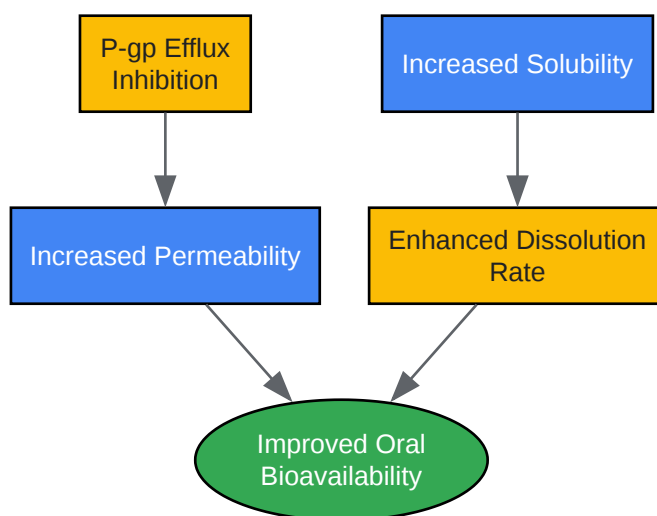 P-gp Efflux
Inhibition
Increased Solubility
Increased Permeability
Enhanced Dissolution
Rate
Improved Oral
Bioavailability